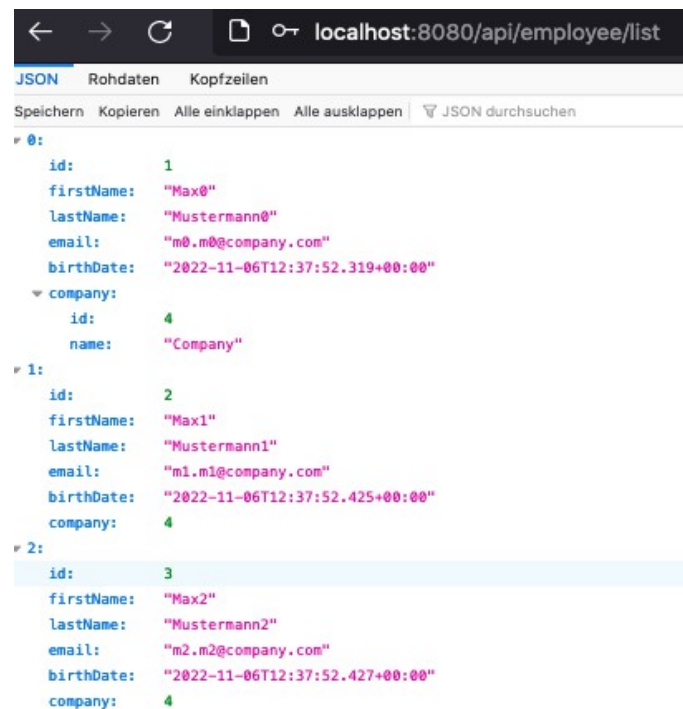 localhost:8080/api/employee/list
JSON Rohdaten Kopfzeilen
Speichern Kopieren Alle einklappen Alle ausklappen JSON durchsuchen
0:
id: 1
firstName: "Max0"
lastName: "Mustermann0"
email: "m0.m0@company.com"
birthDate: "2022-11-06T12:37:52.319+00:00"
company:
id: 4
name: "Company"
1:
id: 2
firstName: "Max1"
lastName: "Mustermann1"
email: "m1.m1@company.com"
birthDate: "2022-11-06T12:37:52.425+00:00"
company: 4
2:
id: 3
firstName: "Max2"
lastName: "Mustermann2"
email: "m2.m2@company.com"
birthDate: "2022-11-06T12:37:52.427+00:00"
company: 4